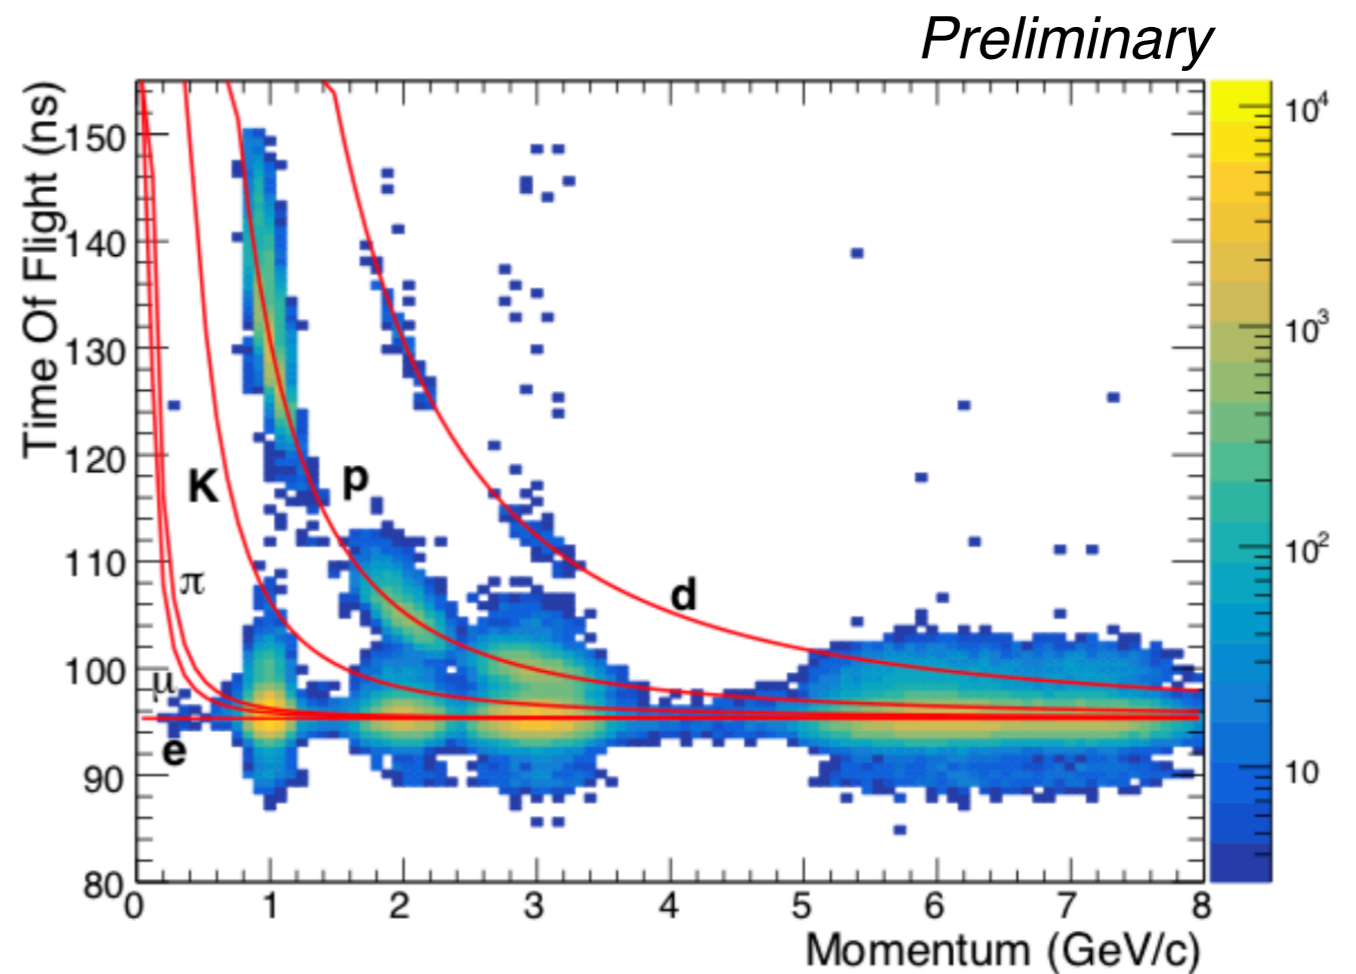 Preliminary
Time Of Flight (ns)
150
140
130
120
110
100
90
80
K
p
π
d
μ
e
10⁴
10³
10²
10
0 1 2 3 4 5 6 7 8
Momentum (GeV/c)